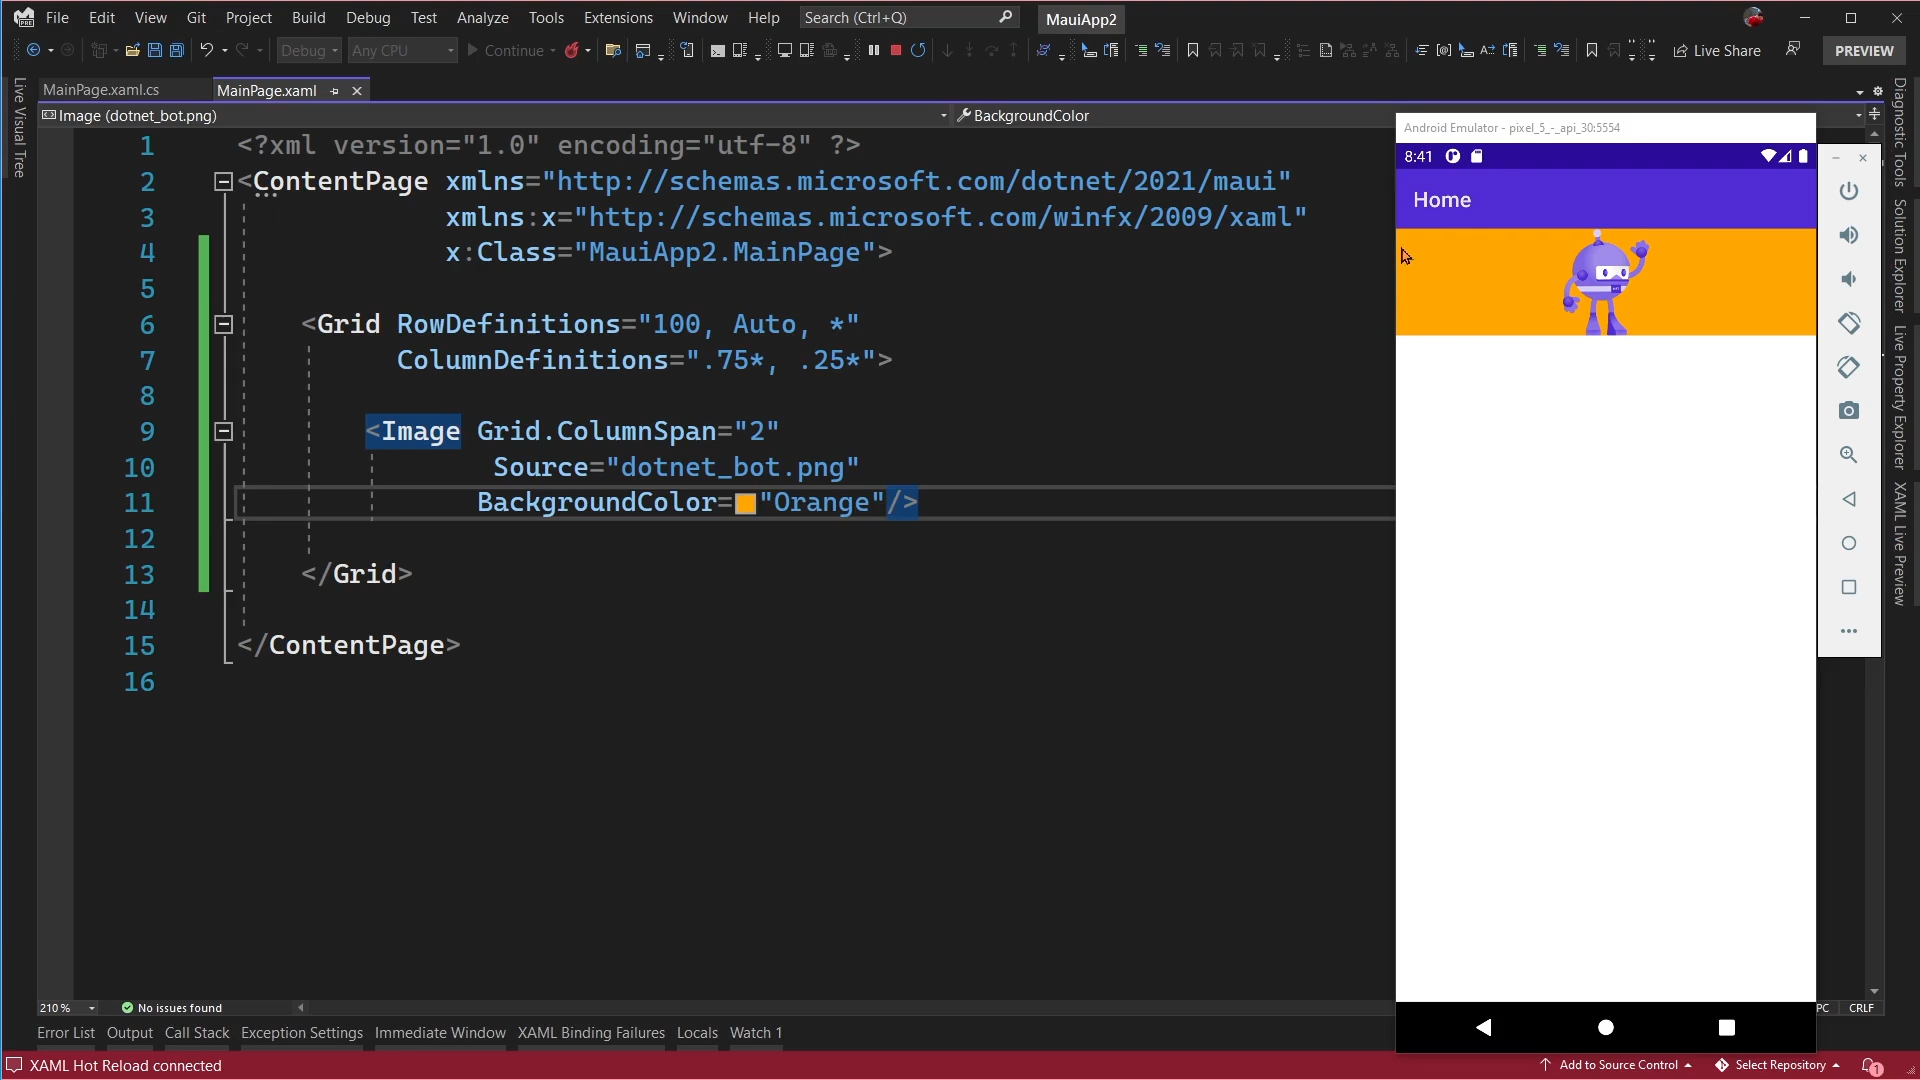 File Edit View Git Project Build Debug Test Analyze Tools Extensions Window Help Search (Ctrl+Q) MauiApp2
Debug Any CPU Continue Live Share PREVIEW
MainPage.xaml.cs MainPage.xaml
Image (dotnet_bot.png) BackgroundColor
Live Visual Tree
1 <?xml version="1.0" encoding="utf-8" ?>
2 <ContentPage xmlns="http://schemas.microsoft.com/dotnet/2021/maui"
3 xmlns:x="http://schemas.microsoft.com/winfx/2009/xaml"
4 x:Class="MauiApp2.MainPage">
5
6 <Grid RowDefinitions="100, Auto, *"
7 ColumnDefinitions=".75*, .25*">
8
9 <Image Grid.ColumnSpan="2"
10 Source="dotnet_bot.png"
11 BackgroundColor="Orange"/>
12
13 </Grid>
14
15 </ContentPage>
16
Android Emulator - pixel_5_-_api_30:5554
8:41
Home
Diagnostic Tools
Solution Explorer
Live Property Explorer
XAML Live Preview
210 % No issues found PC CRLF
Error List Output Call Stack Exception Settings Immediate Window XAML Binding Failures Locals Watch 1
XAML Hot Reload connected Add to Source Control Select Repository 1